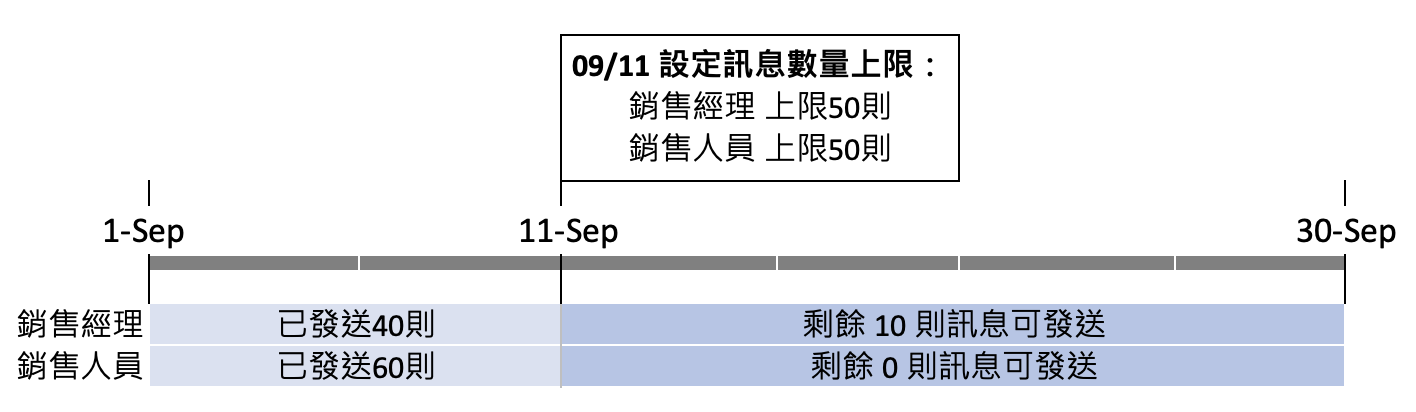 09/11 設定訊息數量上限：
銷售經理 上限50則
銷售人員 上限50則
1-Sep 11-Sep 30-Sep
銷售經理 已發送40則 剩餘 10 則訊息可發送
銷售人員 已發送60則 剩餘 0 則訊息可發送